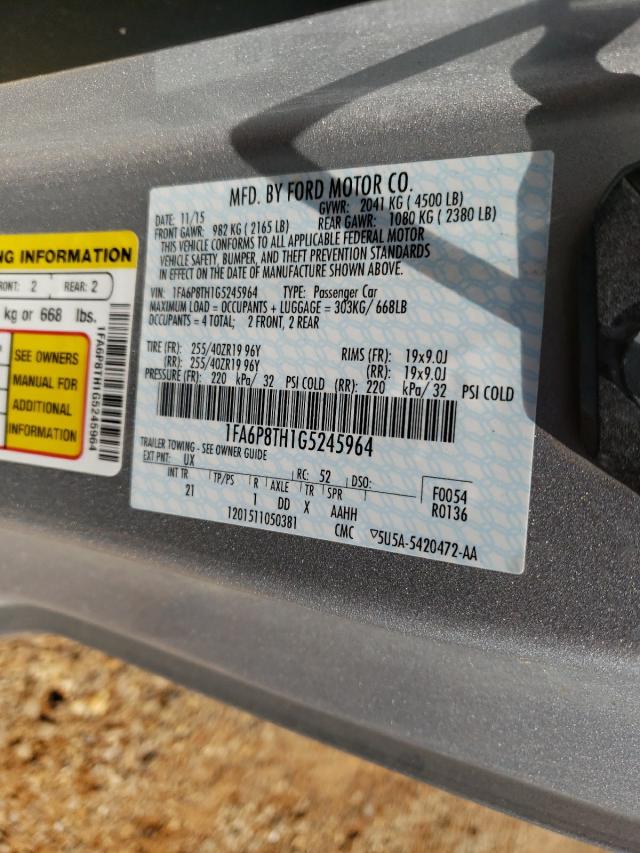 NG INFORMATION
FRONT: 2 REAR: 2
kg or 668 lbs.
SEE OWNERS
MANUAL FOR
ADDITIONAL
INFORMATION
1FA6P8TH1G5245964
MFD. BY FORD MOTOR CO.
DATE: 11/15 GVWR: 2041 KG ( 4500 LB)
FRONT GAWR: 982 KG ( 2165 LB) REAR GAWR: 1080 KG ( 2380 LB)
THIS VEHICLE CONFORMS TO ALL APPLICABLE FEDERAL MOTOR
VEHICLE SAFETY, BUMPER, AND THEFT PREVENTION STANDARDS
IN EFFECT ON THE DATE OF MANUFACTURE SHOWN ABOVE.
VIN: 1FA6P8TH1G5245964 TYPE: Passenger Car
MAXIMUM LOAD = OCCUPANTS + LUGGAGE = 303KG/ 668LB
OCCUPANTS = 4 TOTAL; 2 FRONT, 2 REAR
TIRE (FR): 255/40ZR19 96Y RIMS (FR): 19x9.0J
(RR): 255/40ZR19 96Y (RR): 19x9.0J
PRESSURE (FR): 220 kPa/ 32 PSI COLD (RR): 220 kPa/ 32 PSI COLD
1FA6P8TH1G5245964
TRAILER TOWING - SEE OWNER GUIDE
EXT PNT: UX RC: 52 DSO:
INT TR TP/PS R AXLE TR SPR
21 1 DD X AAHH
F0054
R0136
1201511050381 CMC ▽5U5A-5420472-AA